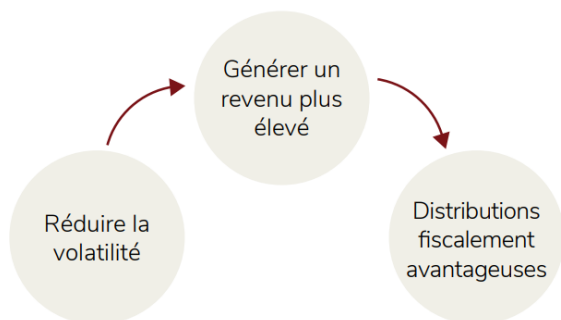 Réduire la
volatilité
Générer un
revenu plus
élevé
Distributions
fiscalement
avantageuses